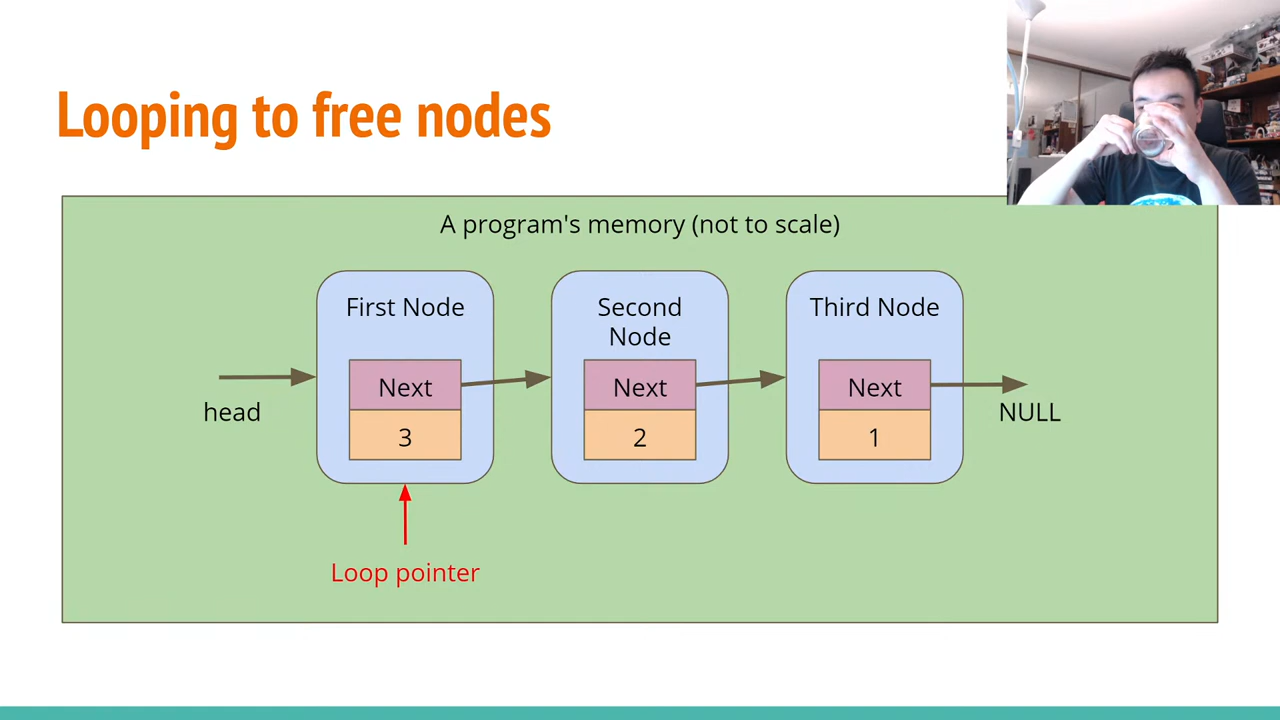 Looping to free nodes
A program's memory (not to scale)
First Node
Second
Node
Third Node
Next
Next
Next
head
NULL
3
2
1
Loop pointer